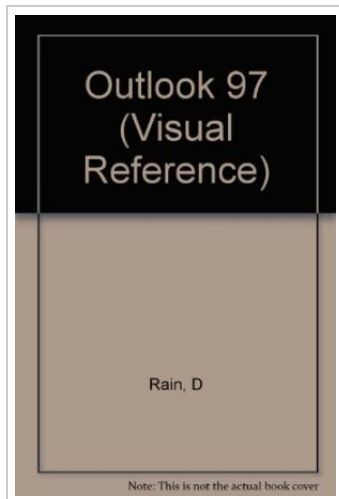 Outlook 97
(Visual
Reference)
Rain, D
Note: This is not the actual book cover